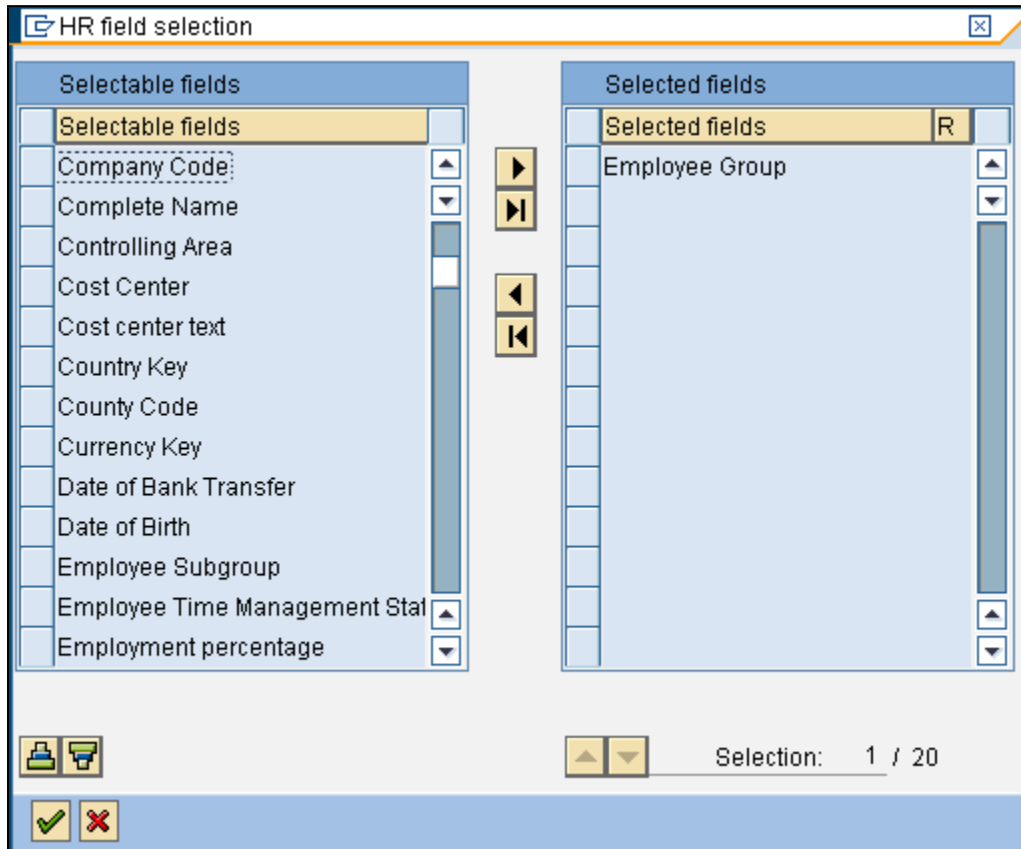 HR field selection
Selectable fields
Selected fields
Selectable fields
Selected fields R
Company Code
Employee Group
Complete Name
Controlling Area
Cost Center
Cost center text
Country Key
County Code
Currency Key
Date of Bank Transfer
Date of Birth
Employee Subgroup
Employee Time Management Stat
Employment percentage
Selection: 1 / 20